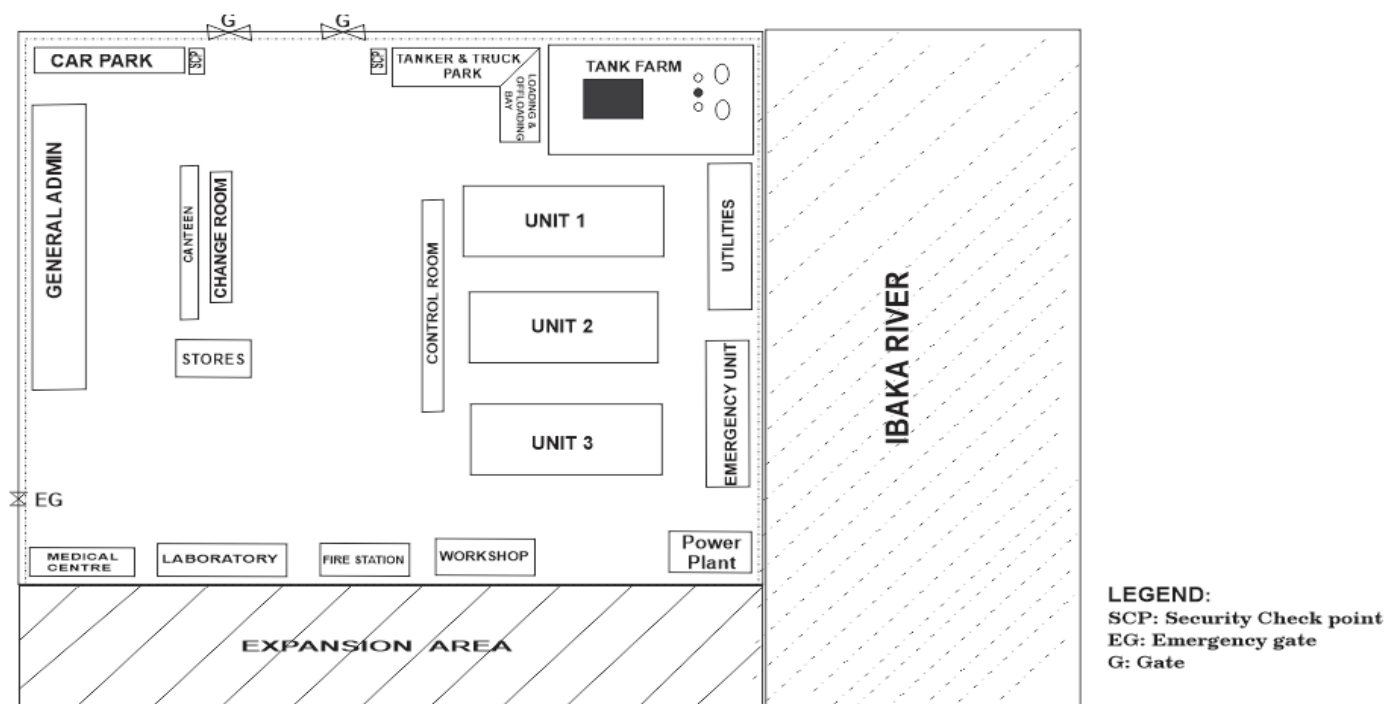 G
G
CAR PARK
SCP
SCP
TANKER & TRUCK
PARK
LOADING &
OFFLOADING
BAY
TANK FARM
GENERAL ADMIN
CANTEEN
CHANGE ROOM
STORES
CONTROL ROOM
UNIT 1
UNIT 2
UNIT 3
UTILITIES
EMERGENCY UNIT
IBAKA RIVER
EG
MEDICAL
CENTRE
LABORATORY
FIRE STATION
WORKSHOP
Power
Plant
EXPANSION AREA
LEGEND:
SCP: Security Check point
EG: Emergency gate
G: Gate